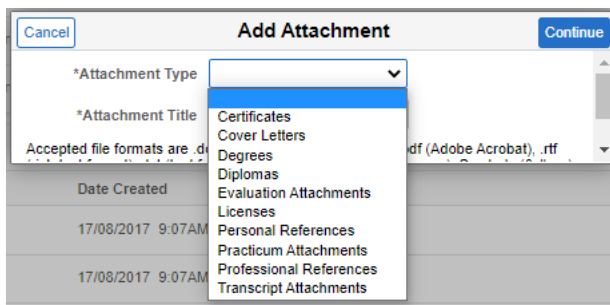 Cancel Add Attachment Continue
*Attachment Type
*Attachment Title
Certificates
Cover Letters
Degrees
Diplomas
Evaluation Attachments
Licenses
Personal References
Practicum Attachments
Professional References
Transcript Attachments
Accepted file formats are .d df (Adobe Acrobat), .rtf
Date Created
17/08/2017 9:07AM
17/08/2017 9:07AM